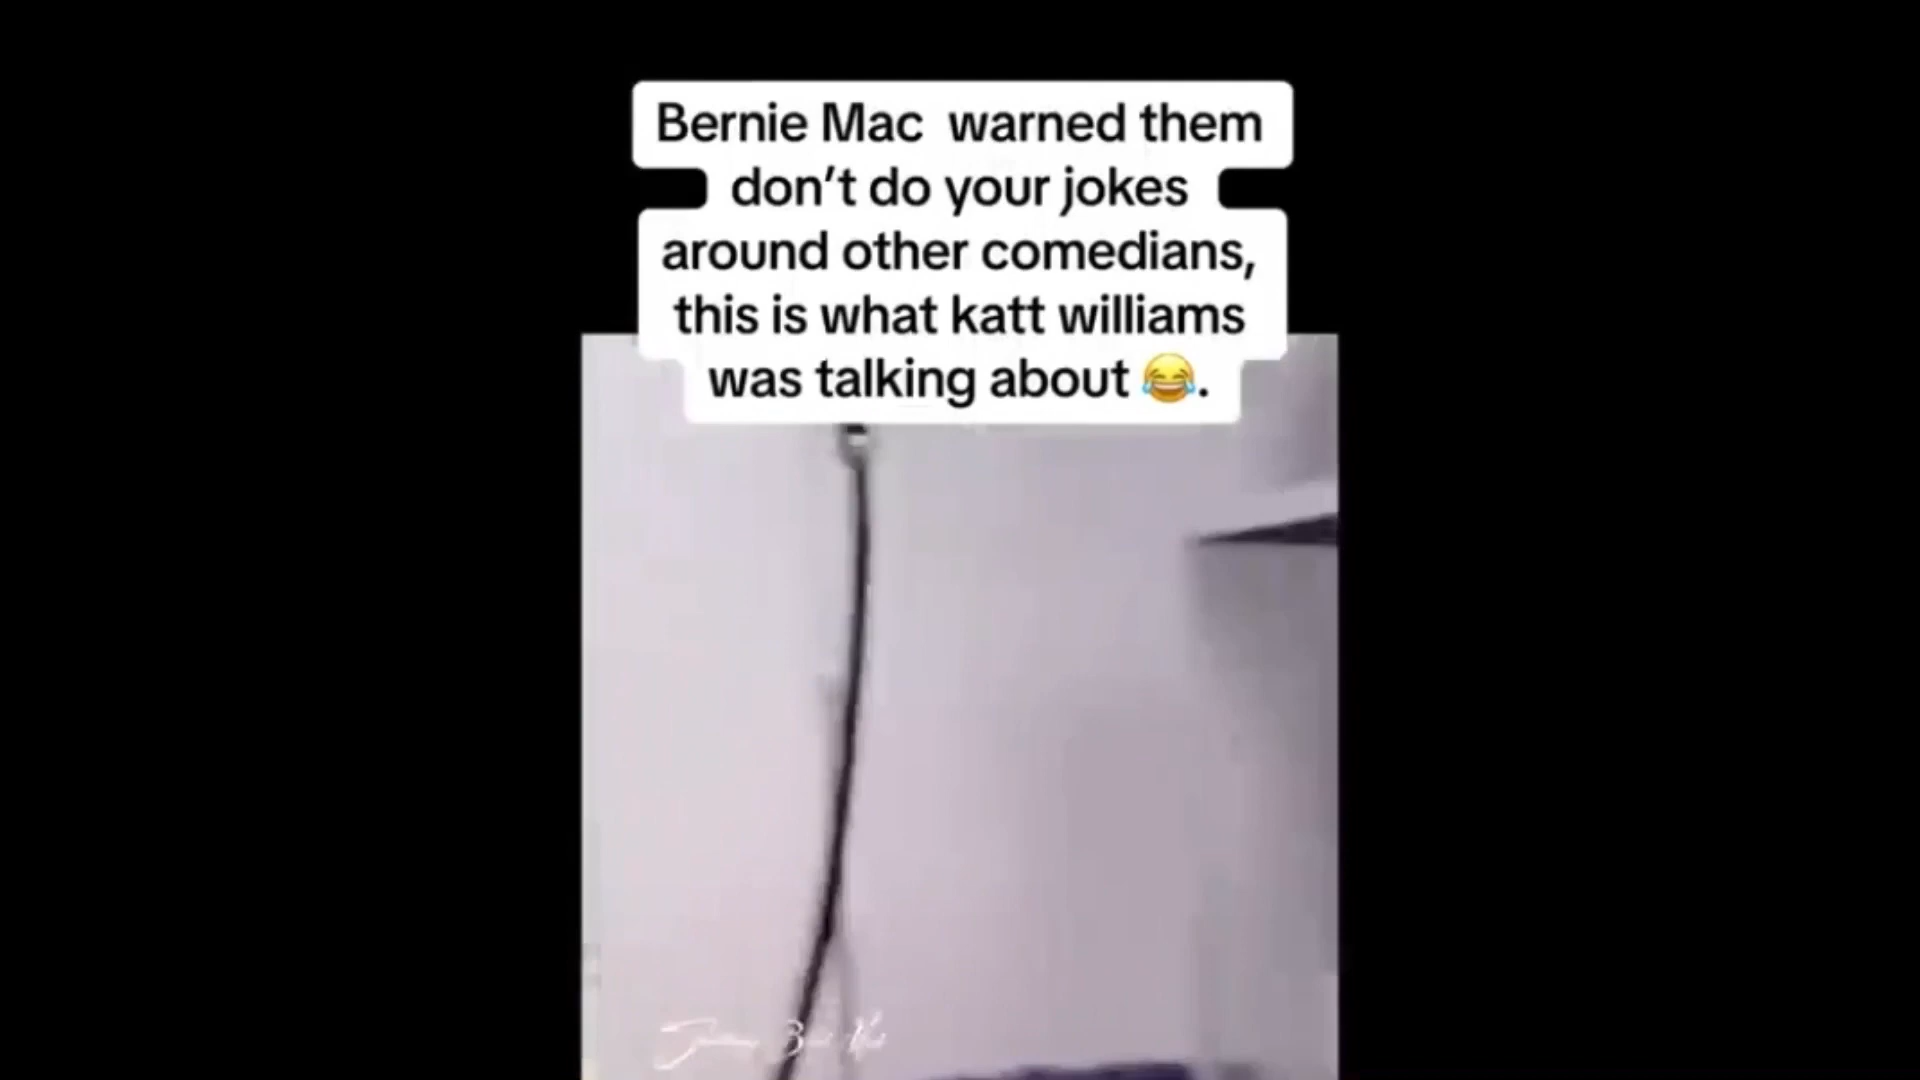 Bernie Mac  warned them
don’t do your jokes
around other comedians,
this is what katt williams
was talking about 😂.